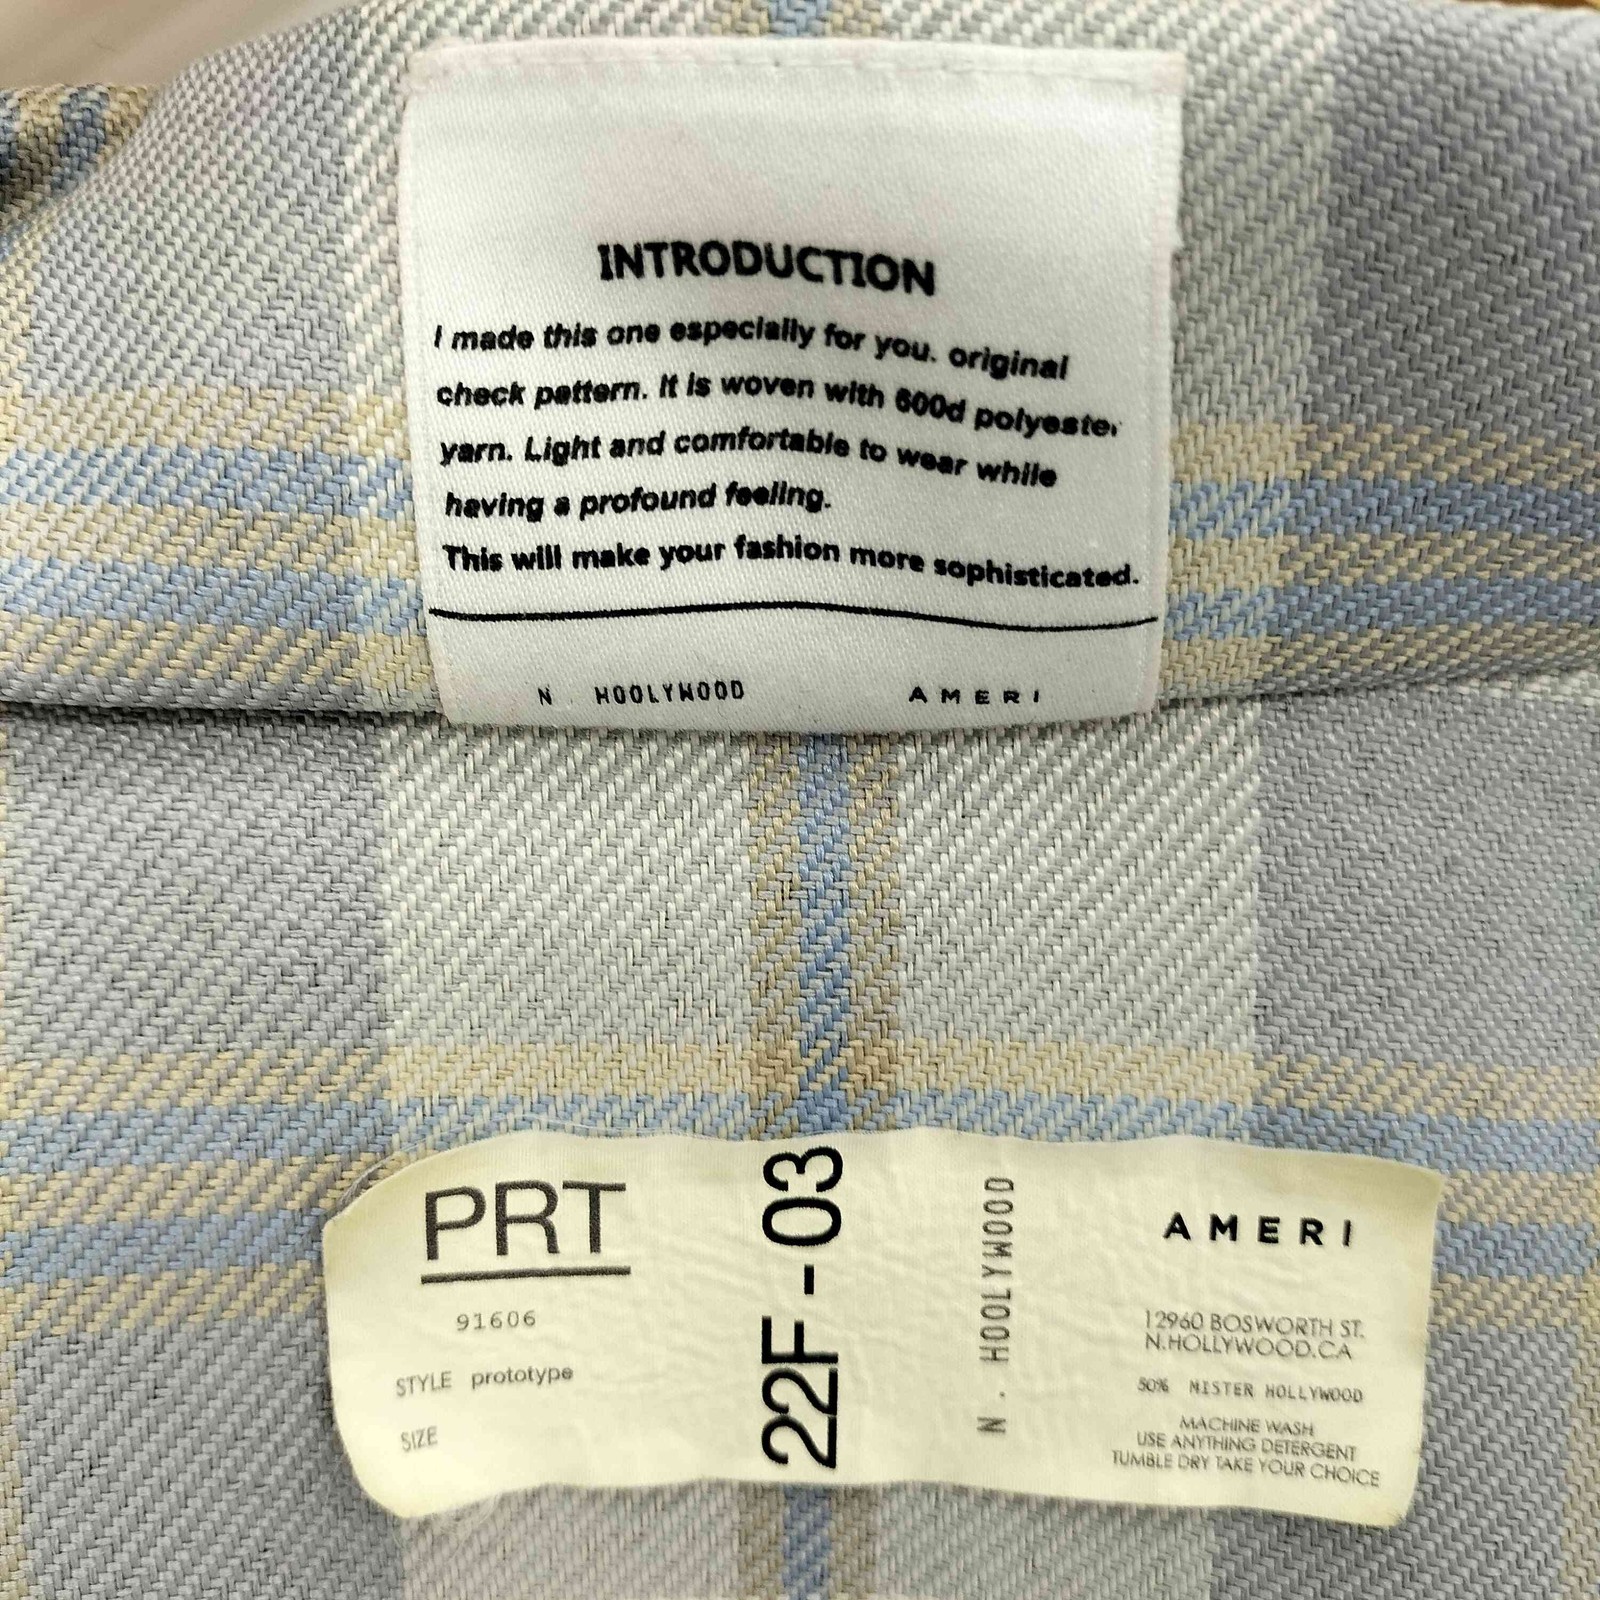 INTRODUCTION
I made this one especially for you. original
check pattern. It is woven with 600d polyester
yarn. Light and comfortable to wear while
having a profound feeling.
This will make your fashion more sophisticated.
N. HOOLYWOOD
AMERI
PRT
91606
STYLE prototype
SIZE
22F-03
N. HOOLYWOOD
AMERI
12960 BOSWORTH ST.
N.HOLLYWOOD.CA
50% MISTER HOLLYWOOD
MACHINE WASH
USE ANYTHING DETERGENT
TUMBLE DRY TAKE YOUR CHOICE